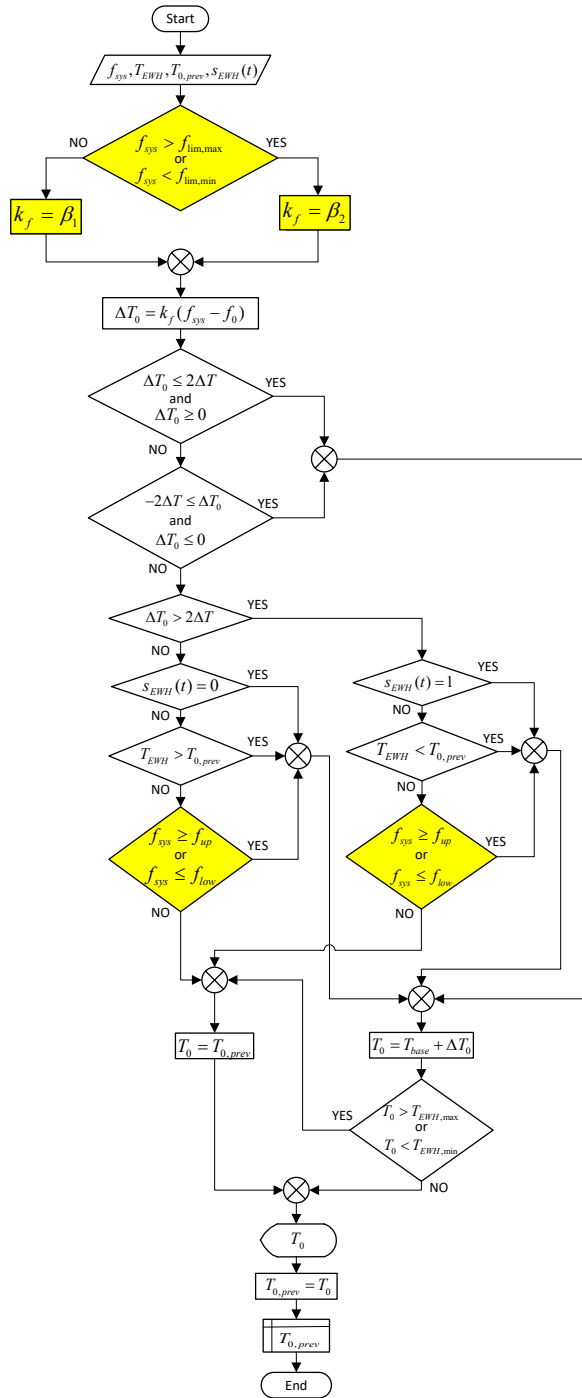 Start
f_sys, T_EWH, T_0,prev, s_EWH(t)
NO
YES
f_sys > f_lim,max
or
f_sys < f_lim,min
k_f = β_1
k_f = β_2
ΔT_0 = k_f (f_sys − f_0)
ΔT_0 ≤ 2ΔT
and
ΔT_0 ≥ 0
YES
NO
−2ΔT ≤ ΔT_0
and
ΔT_0 ≤ 0
YES
NO
ΔT_0 > 2ΔT
YES
NO
s_EWH(t) = 0
YES
NO
s_EWH(t) = 1
YES
NO
T_EWH > T_0,prev
YES
NO
T_EWH < T_0,prev
YES
NO
f_sys ≥ f_up
or
f_sys ≤ f_low
YES
NO
f_sys ≥ f_up
or
f_sys ≤ f_low
YES
NO
T_0 = T_0,prev
T_0 = T_base + ΔT_0
T_0 > T_EWH,max
or
T_0 < T_EWH,min
YES
NO
T_0
T_0,prev = T_0
T_0,prev
End